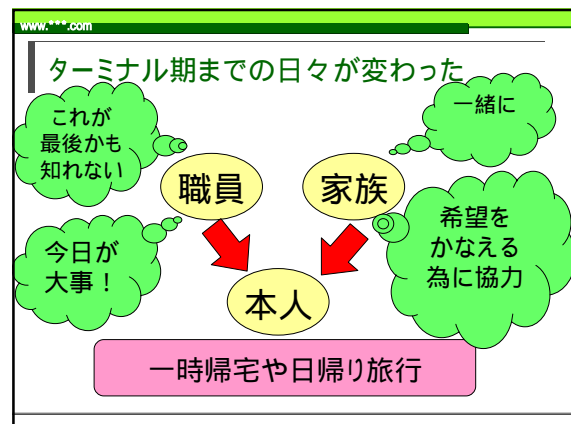 www.***.com
ターミナル期までの日々が変わった
これが
最後かも
知れない
一緒に
職員
家族
今日が
大事！
希望を
かなえる
為に協力
本人
一時帰宅や日帰り旅行